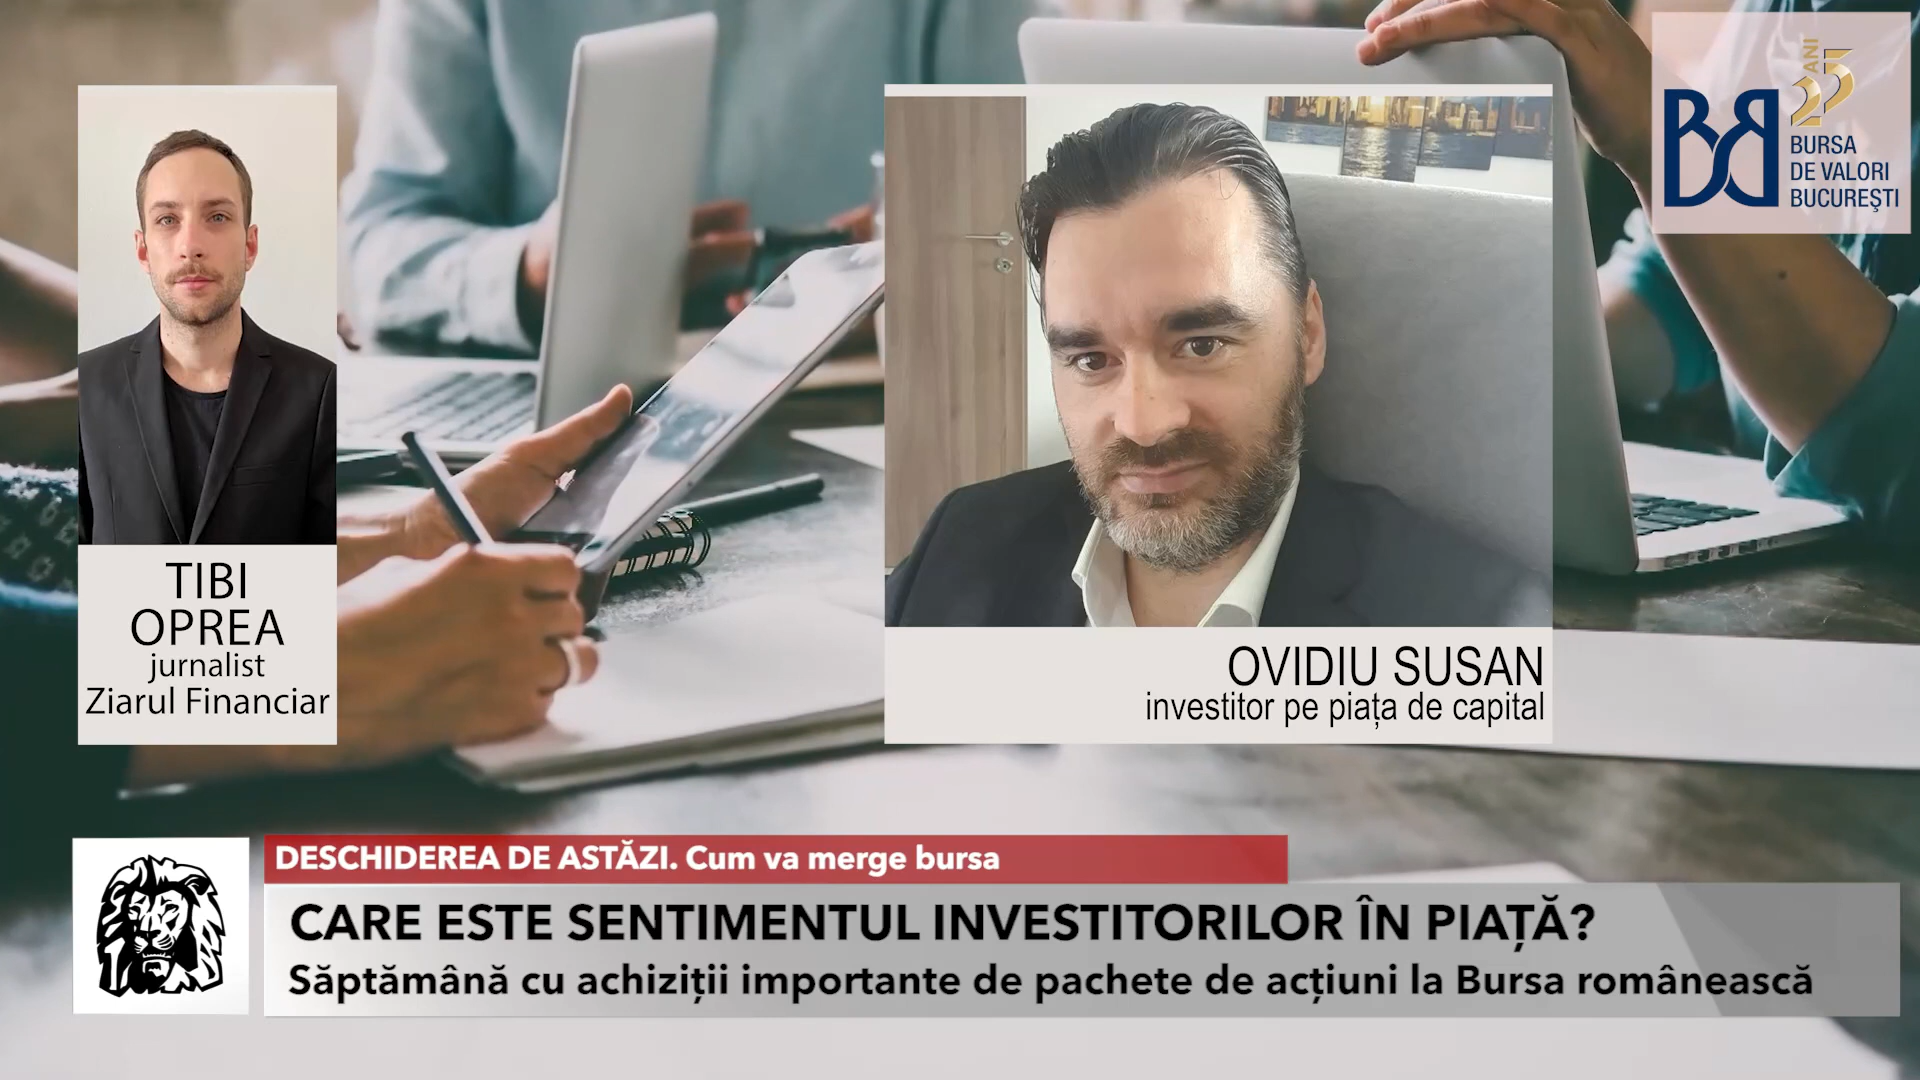 25 ANI
BURSA
DE VALORI
BUCUREŞTI
TIBI
OPREA
jurnalist
Ziarul Financiar
OVIDIU SUSAN
investitor pe piața de capital
DESCHIDEREA DE ASTĂZI. Cum va merge bursa
CARE ESTE SENTIMENTUL INVESTITORILOR ÎN PIAȚĂ?
Săptămână cu achiziții importante de pachete de acțiuni la Bursa românească